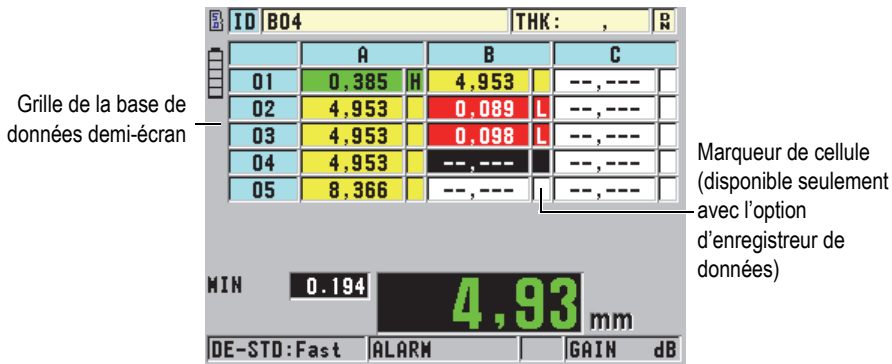 ID B04 THK: , DN
A B C
01 0,385 H 4,953 --,---
02 4,953 0,089 L --,---
03 4,953 0,098 L --,---
04 4,953 --,--- --,---
05 8,366 --,--- --,---
Grille de la base de
données demi-écran
Marqueur de cellule
(disponible seulement
avec l’option
d’enregistreur de
données)
MIN 0.194 4,93 mm
DE-STD:Fast ALARM GAIN dB